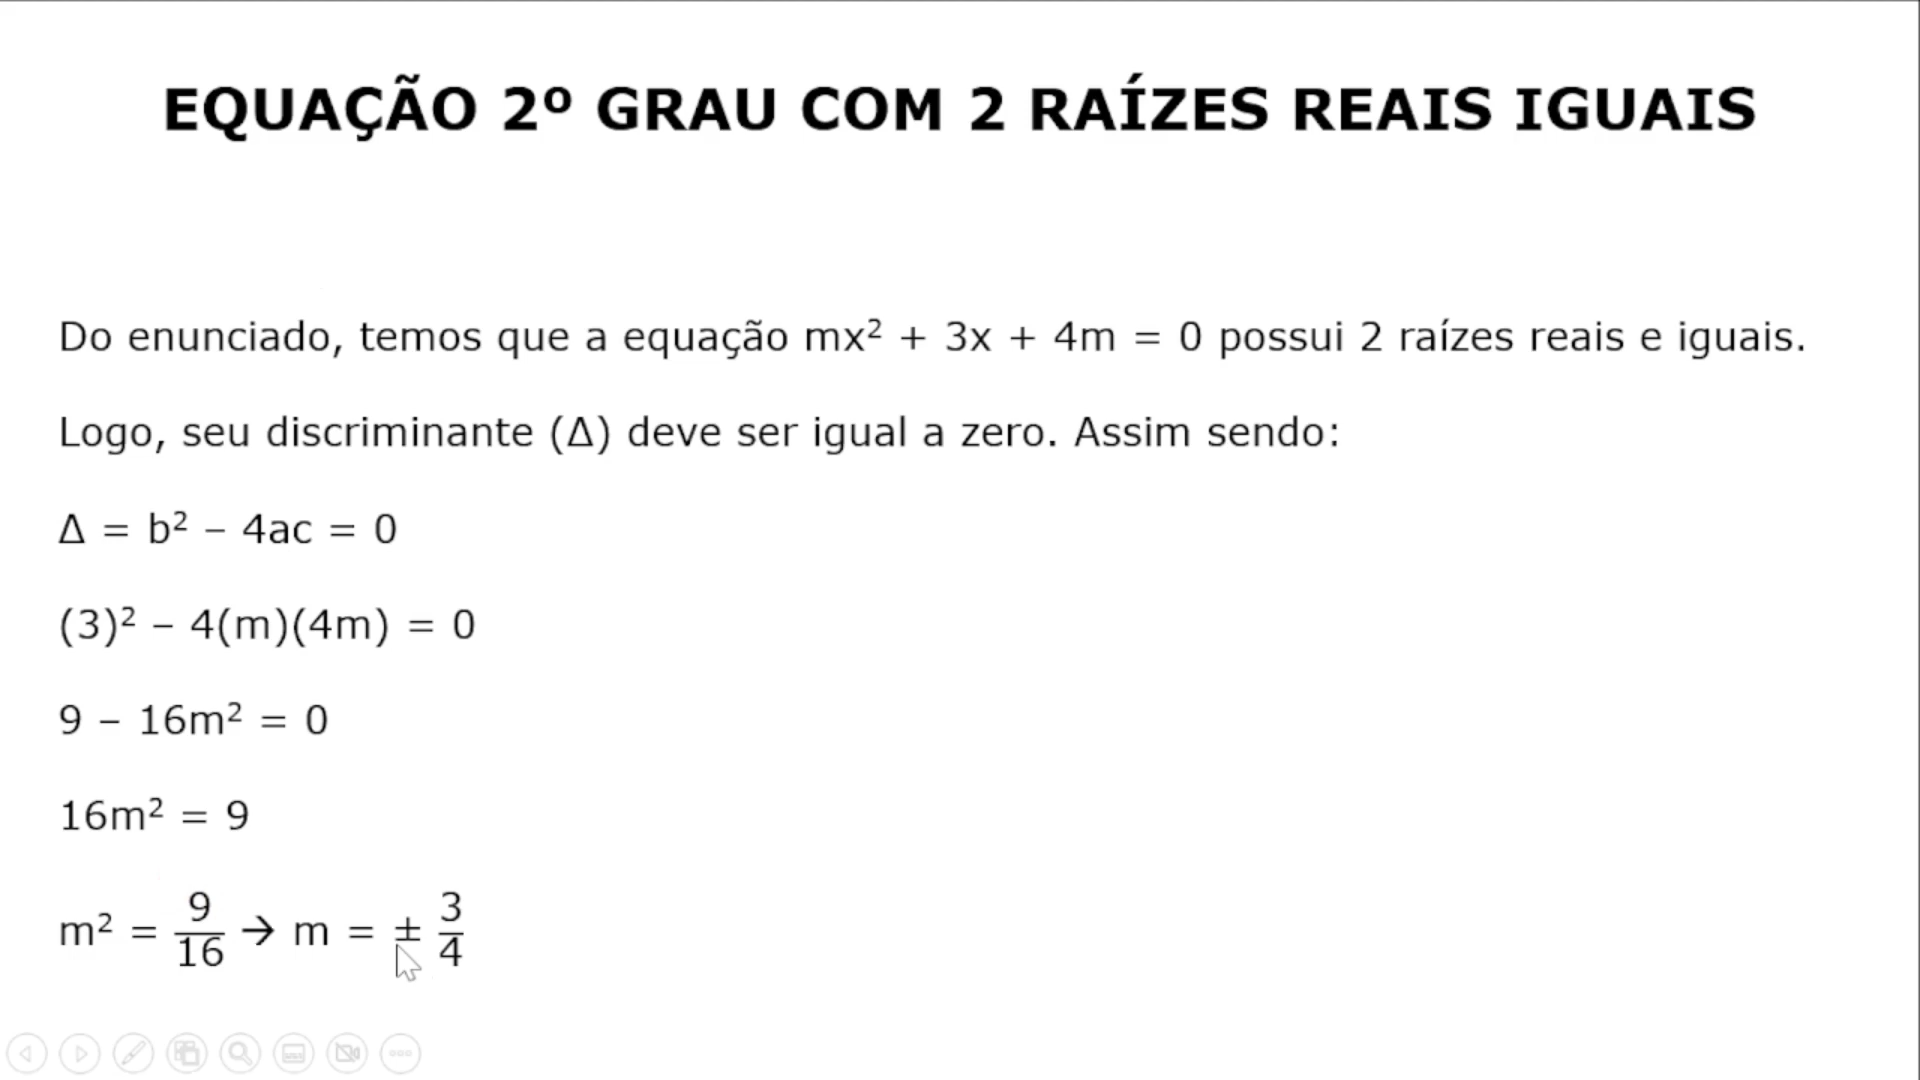 EQUAÇÃO 2º GRAU COM 2 RAÍZES REAIS IGUAIS
Do enunciado, temos que a equação mx² + 3x + 4m = 0 possui 2 raízes reais e iguais.
Logo, seu discriminante (Δ) deve ser igual a zero. Assim sendo:
Δ = b² – 4ac = 0
(3)² – 4(m)(4m) = 0
9 – 16m² = 0
16m² = 9
m² = 9/16 → m = ± 3/4